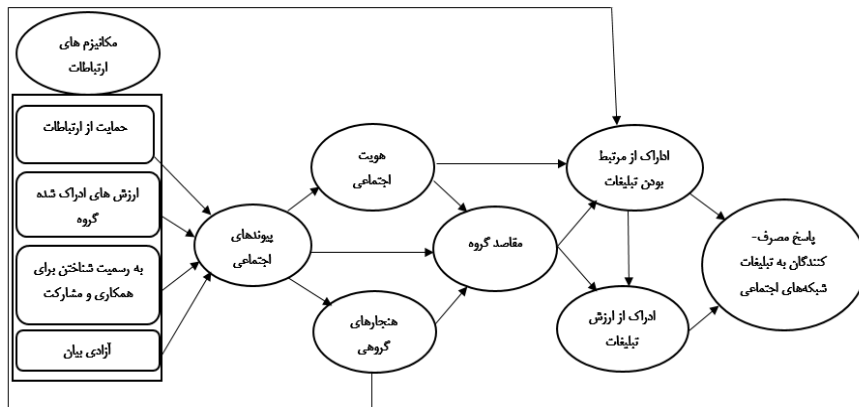 مکانیزم های
ارتباطات
حمایت از ارتباطات
ارزش های ادراک شده
گروه
به رسمیت شناختن برای
همکاری و مشارکت
آزادی بیان
پیوندهای
اجتماعی
هویت
اجتماعی
مقاصد گروه
هنجارهای
گروهی
اداراک از مرتبط
بودن تبلیغات
ادراک از ارزش
تبلیغات
پاسخ مصرف-
کنندگان به تبلیغات
شبکه‌های اجتماعی